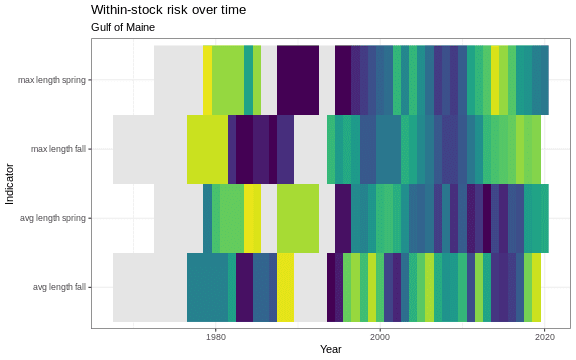 Within-stock risk over time
Gulf of Maine
Indicator
max length spring
max length fall
avg length spring
avg length fall
1980
2000
2020
Year